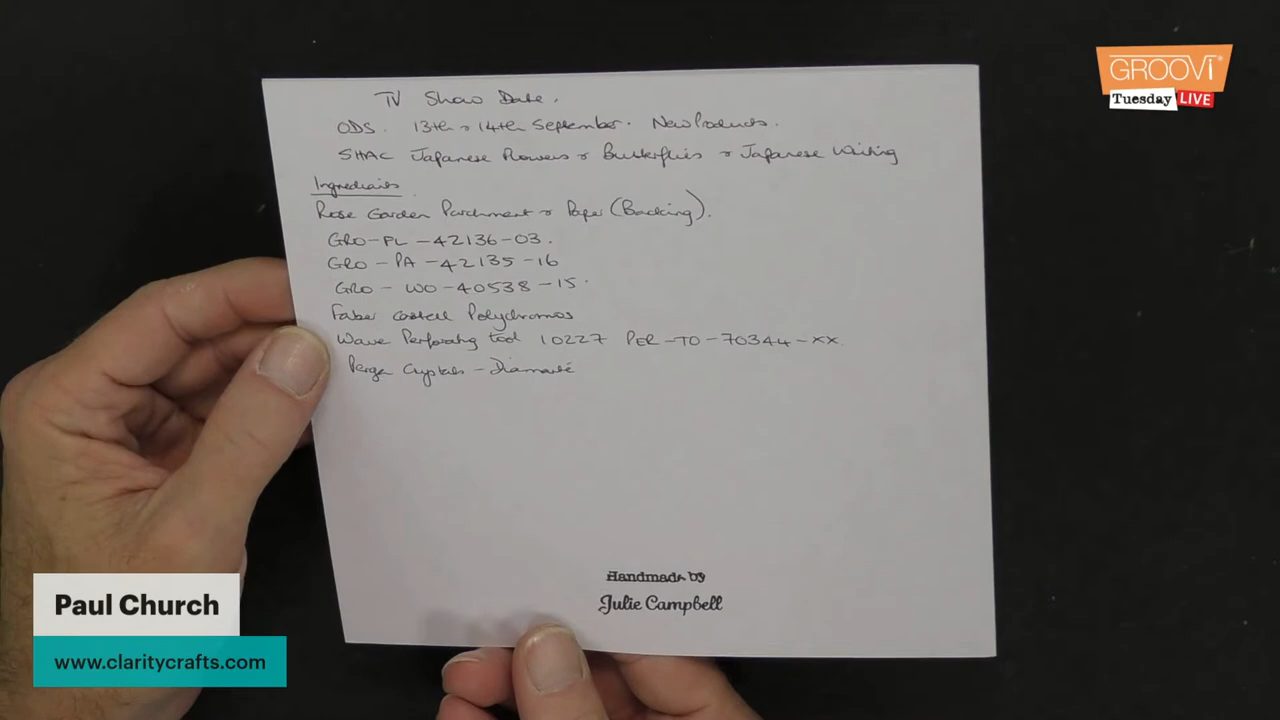 GROOVI®
Tuesday LIVE
TV Show Date.
ODS. 13th & 14th September. New Products.
SHAC Japanese Flowers & Butterflies & Japanese Writing
Ingredients
Rose Garden Parchment & Paper (Backing).
GRO-PL-42136-03.
GRO-PA-42135-16
GRO-WO-40538-15.
Faber Castell Polychromos
Wave Perforating tool 10227 PER-TO-70344-XX.
Perga Crystals - Diamanté
Handmade by
Julie Campbell
Paul Church
www.claritycrafts.com